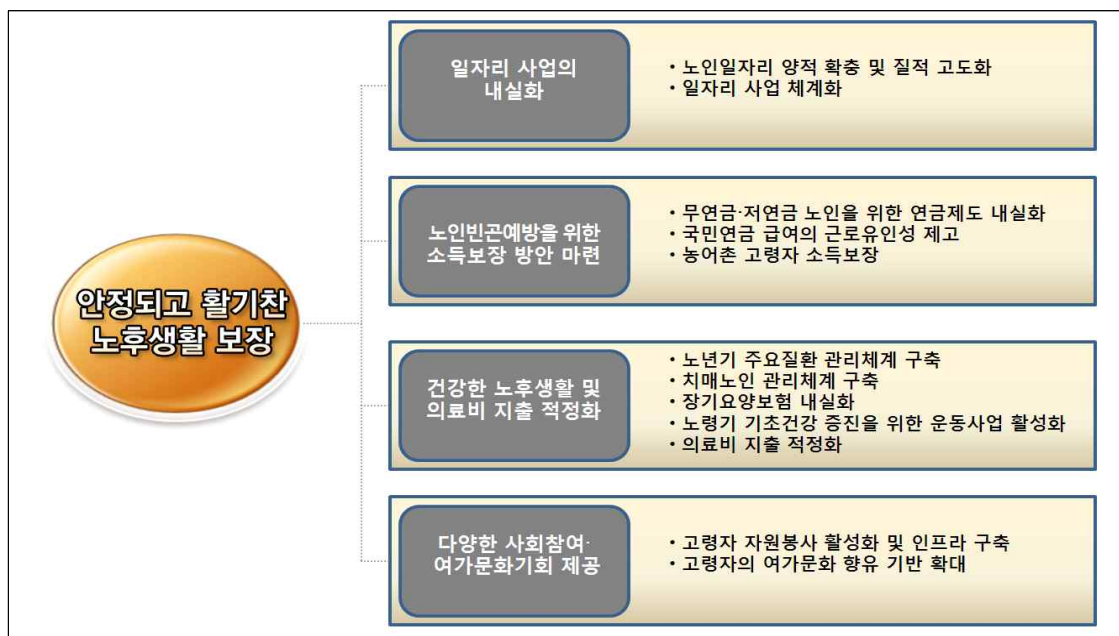 안정되고 활기찬
노후생활 보장
일자리 사업의
내실화
• 노인일자리 양적 확충 및 질적 고도화
• 일자리 사업 체계화
노인빈곤예방을 위한
소득보장 방안 마련
• 무연금·저연금 노인을 위한 연금제도 내실화
• 국민연금 급여의 근로유인성 제고
• 농어촌 고령자 소득보장
건강한 노후생활 및
의료비 지출 적정화
• 노년기 주요질환 관리체계 구축
• 치매노인 관리체계 구축
• 장기요양보험 내실화
• 노령기 기초건강 증진을 위한 운동사업 활성화
• 의료비 지출 적정화
다양한 사회참여·
여가문화기회 제공
• 고령자 자원봉사 활성화 및 인프라 구축
• 고령자의 여가문화 향유 기반 확대